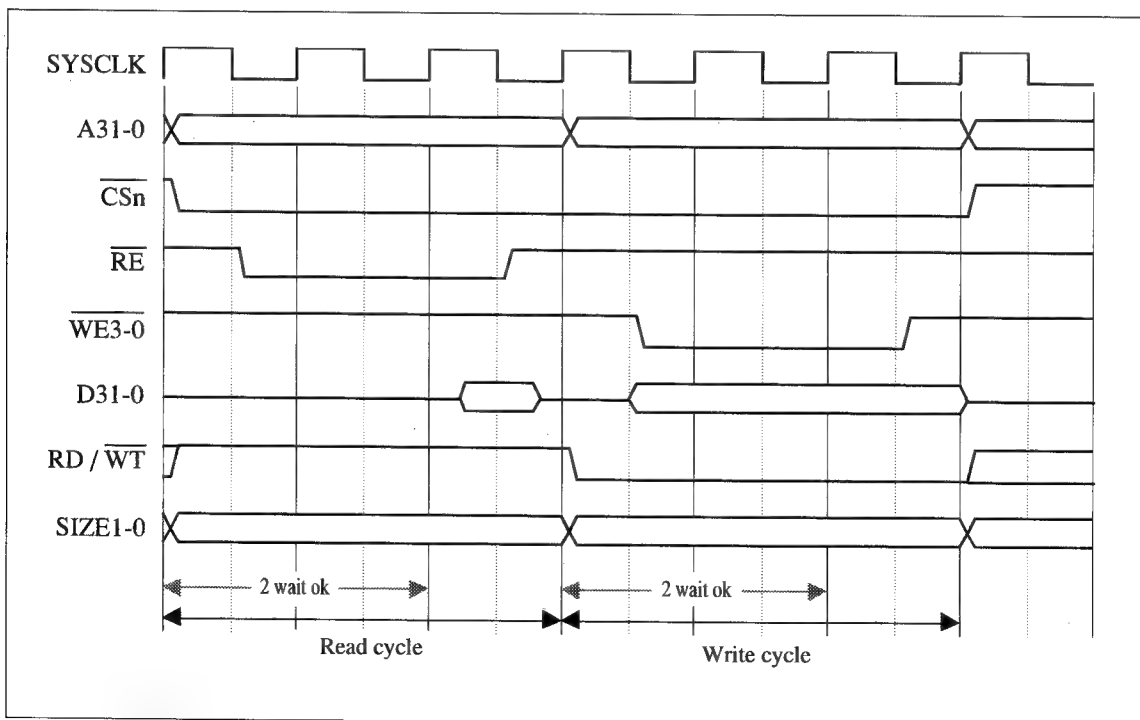 SYSCLK
A31-0
CSn
RE
WE3-0
D31-0
RD / WT
SIZE1-0
2 wait ok
2 wait ok
Read cycle
Write cycle